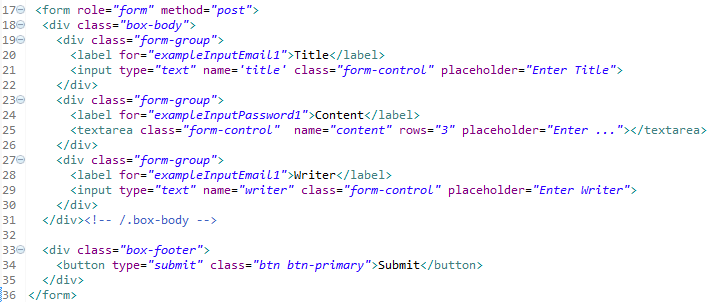 17 <form role="form" method="post">
18   <div class="box-body">
19     <div class="form-group">
20       <label for="exampleInputEmail1">Title</label>
21       <input type="text" name='title' class="form-control" placeholder="Enter Title">
22     </div>
23     <div class="form-group">
24       <label for="exampleInputPassword1">Content</label>
25       <textarea class="form-control"  name="content" rows="3" placeholder="Enter ..."></textarea>
26     </div>
27     <div class="form-group">
28       <label for="exampleInputEmail1">Writer</label>
29       <input type="text" name="writer" class="form-control" placeholder="Enter Writer">
30     </div>
31   </div><!-- /.box-body -->
32
33   <div class="box-footer">
34     <button type="submit" class="btn btn-primary">Submit</button>
35   </div>
36 </form>